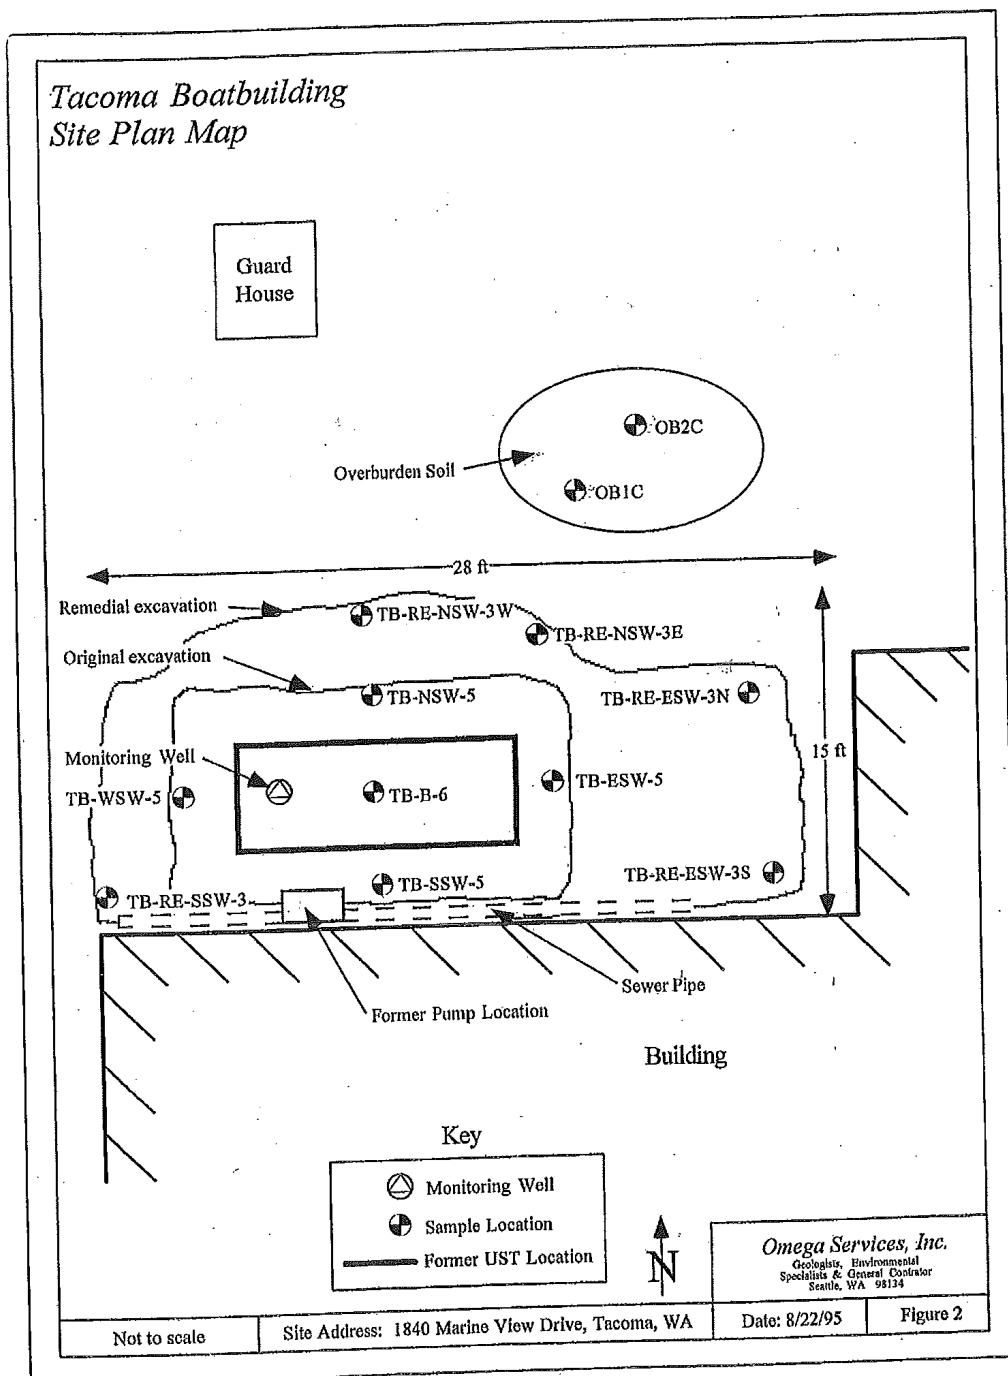 Tacoma Boatbuilding
Site Plan Map
Guard
House
OB2C
Overburden Soil
OB1C
28 ft
Remedial excavation
TB-RE-NSW-3W
TB-RE-NSW-3E
Original excavation
TB-NSW-5
TB-RE-ESW-3N
Monitoring Well
15 ft
TB-WSW-5
TB-B-6
TB-ESW-5
TB-RE-SSW-3
TB-SSW-5
TB-RE-ESW-3S
Sewer Pipe
Former Pump Location
Building
Key
Monitoring Well
Sample Location
Former UST Location
N
Omega Services, Inc.
Geologists, Environmental
Specialists & General Contrator
Seattle, WA 98134
Not to scale
Site Address: 1840 Marine View Drive, Tacoma, WA
Date: 8/22/95
Figure 2